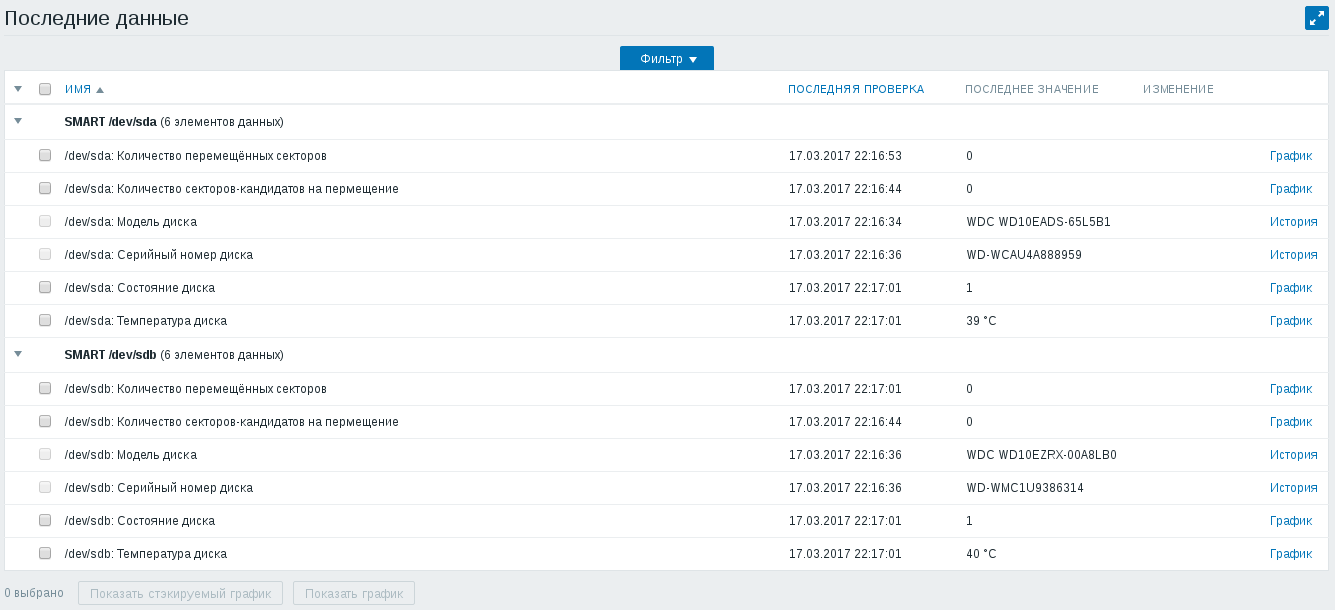 Последние данные
Фильтр
ИМЯ ПОСЛЕДНЯЯ ПРОВЕРКА ПОСЛЕДНЕЕ ЗНАЧЕНИЕ ИЗМЕНЕНИЕ
SMART /dev/sda (6 элементов данных)
/dev/sda: Количество перемещённых секторов 17.03.2017 22:16:53 0 График
/dev/sda: Количество секторов-кандидатов на пермещение 17.03.2017 22:16:44 0 График
/dev/sda: Модель диска 17.03.2017 22:16:34 WDC WD10EADS-65L5B1 История
/dev/sda: Серийный номер диска 17.03.2017 22:16:36 WD-WCAU4A888959 История
/dev/sda: Состояние диска 17.03.2017 22:17:01 1 График
/dev/sda: Температура диска 17.03.2017 22:17:01 39 °C График
SMART /dev/sdb (6 элементов данных)
/dev/sdb: Количество перемещённых секторов 17.03.2017 22:17:01 0 График
/dev/sdb: Количество секторов-кандидатов на пермещение 17.03.2017 22:16:44 0 График
/dev/sdb: Модель диска 17.03.2017 22:16:36 WDC WD10EZRX-00A8LB0 История
/dev/sdb: Серийный номер диска 17.03.2017 22:16:36 WD-WMC1U9386314 История
/dev/sdb: Состояние диска 17.03.2017 22:17:01 1 График
/dev/sdb: Температура диска 17.03.2017 22:17:01 40 °C График
0 выбрано Показать стэкируемый график Показать график